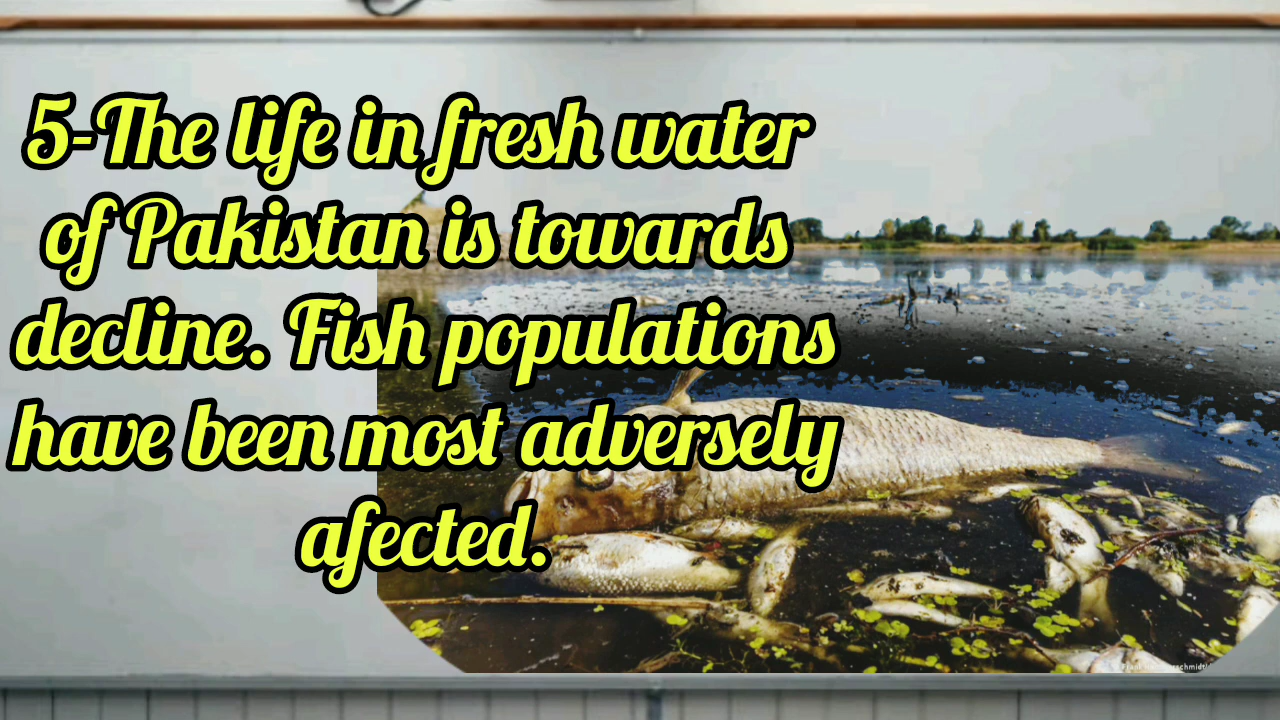 5-The life in fresh water
of Pakistan is towards
decline. Fish populations
have been most adversely
afected.